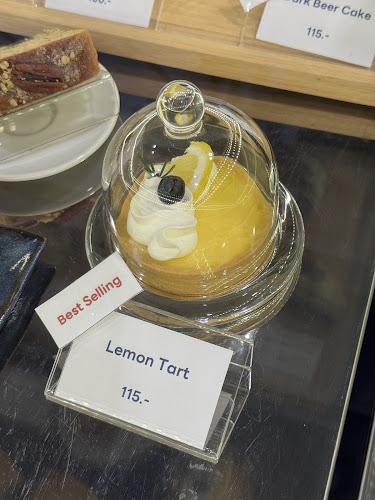 Dark Beer Cake
115.-
Best Selling
Lemon Tart
115.-